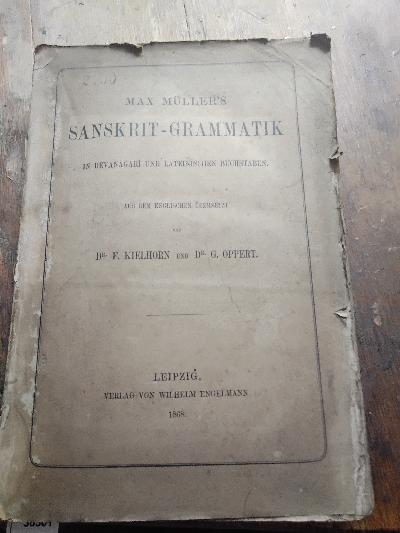 MAX MÜLLER'S
SANSKRIT-GRAMMATIK
IN DEVANAGARÎ UND LATEINISCHEN BUCHSTABEN.
AUS DEM ENGLISCHEN ÜBERSETZT
VON
DR. F. KIELHORN UND DR. G. OPPERT.
LEIPZIG,
VERLAG VON WILHELM ENGELMANN
1868.